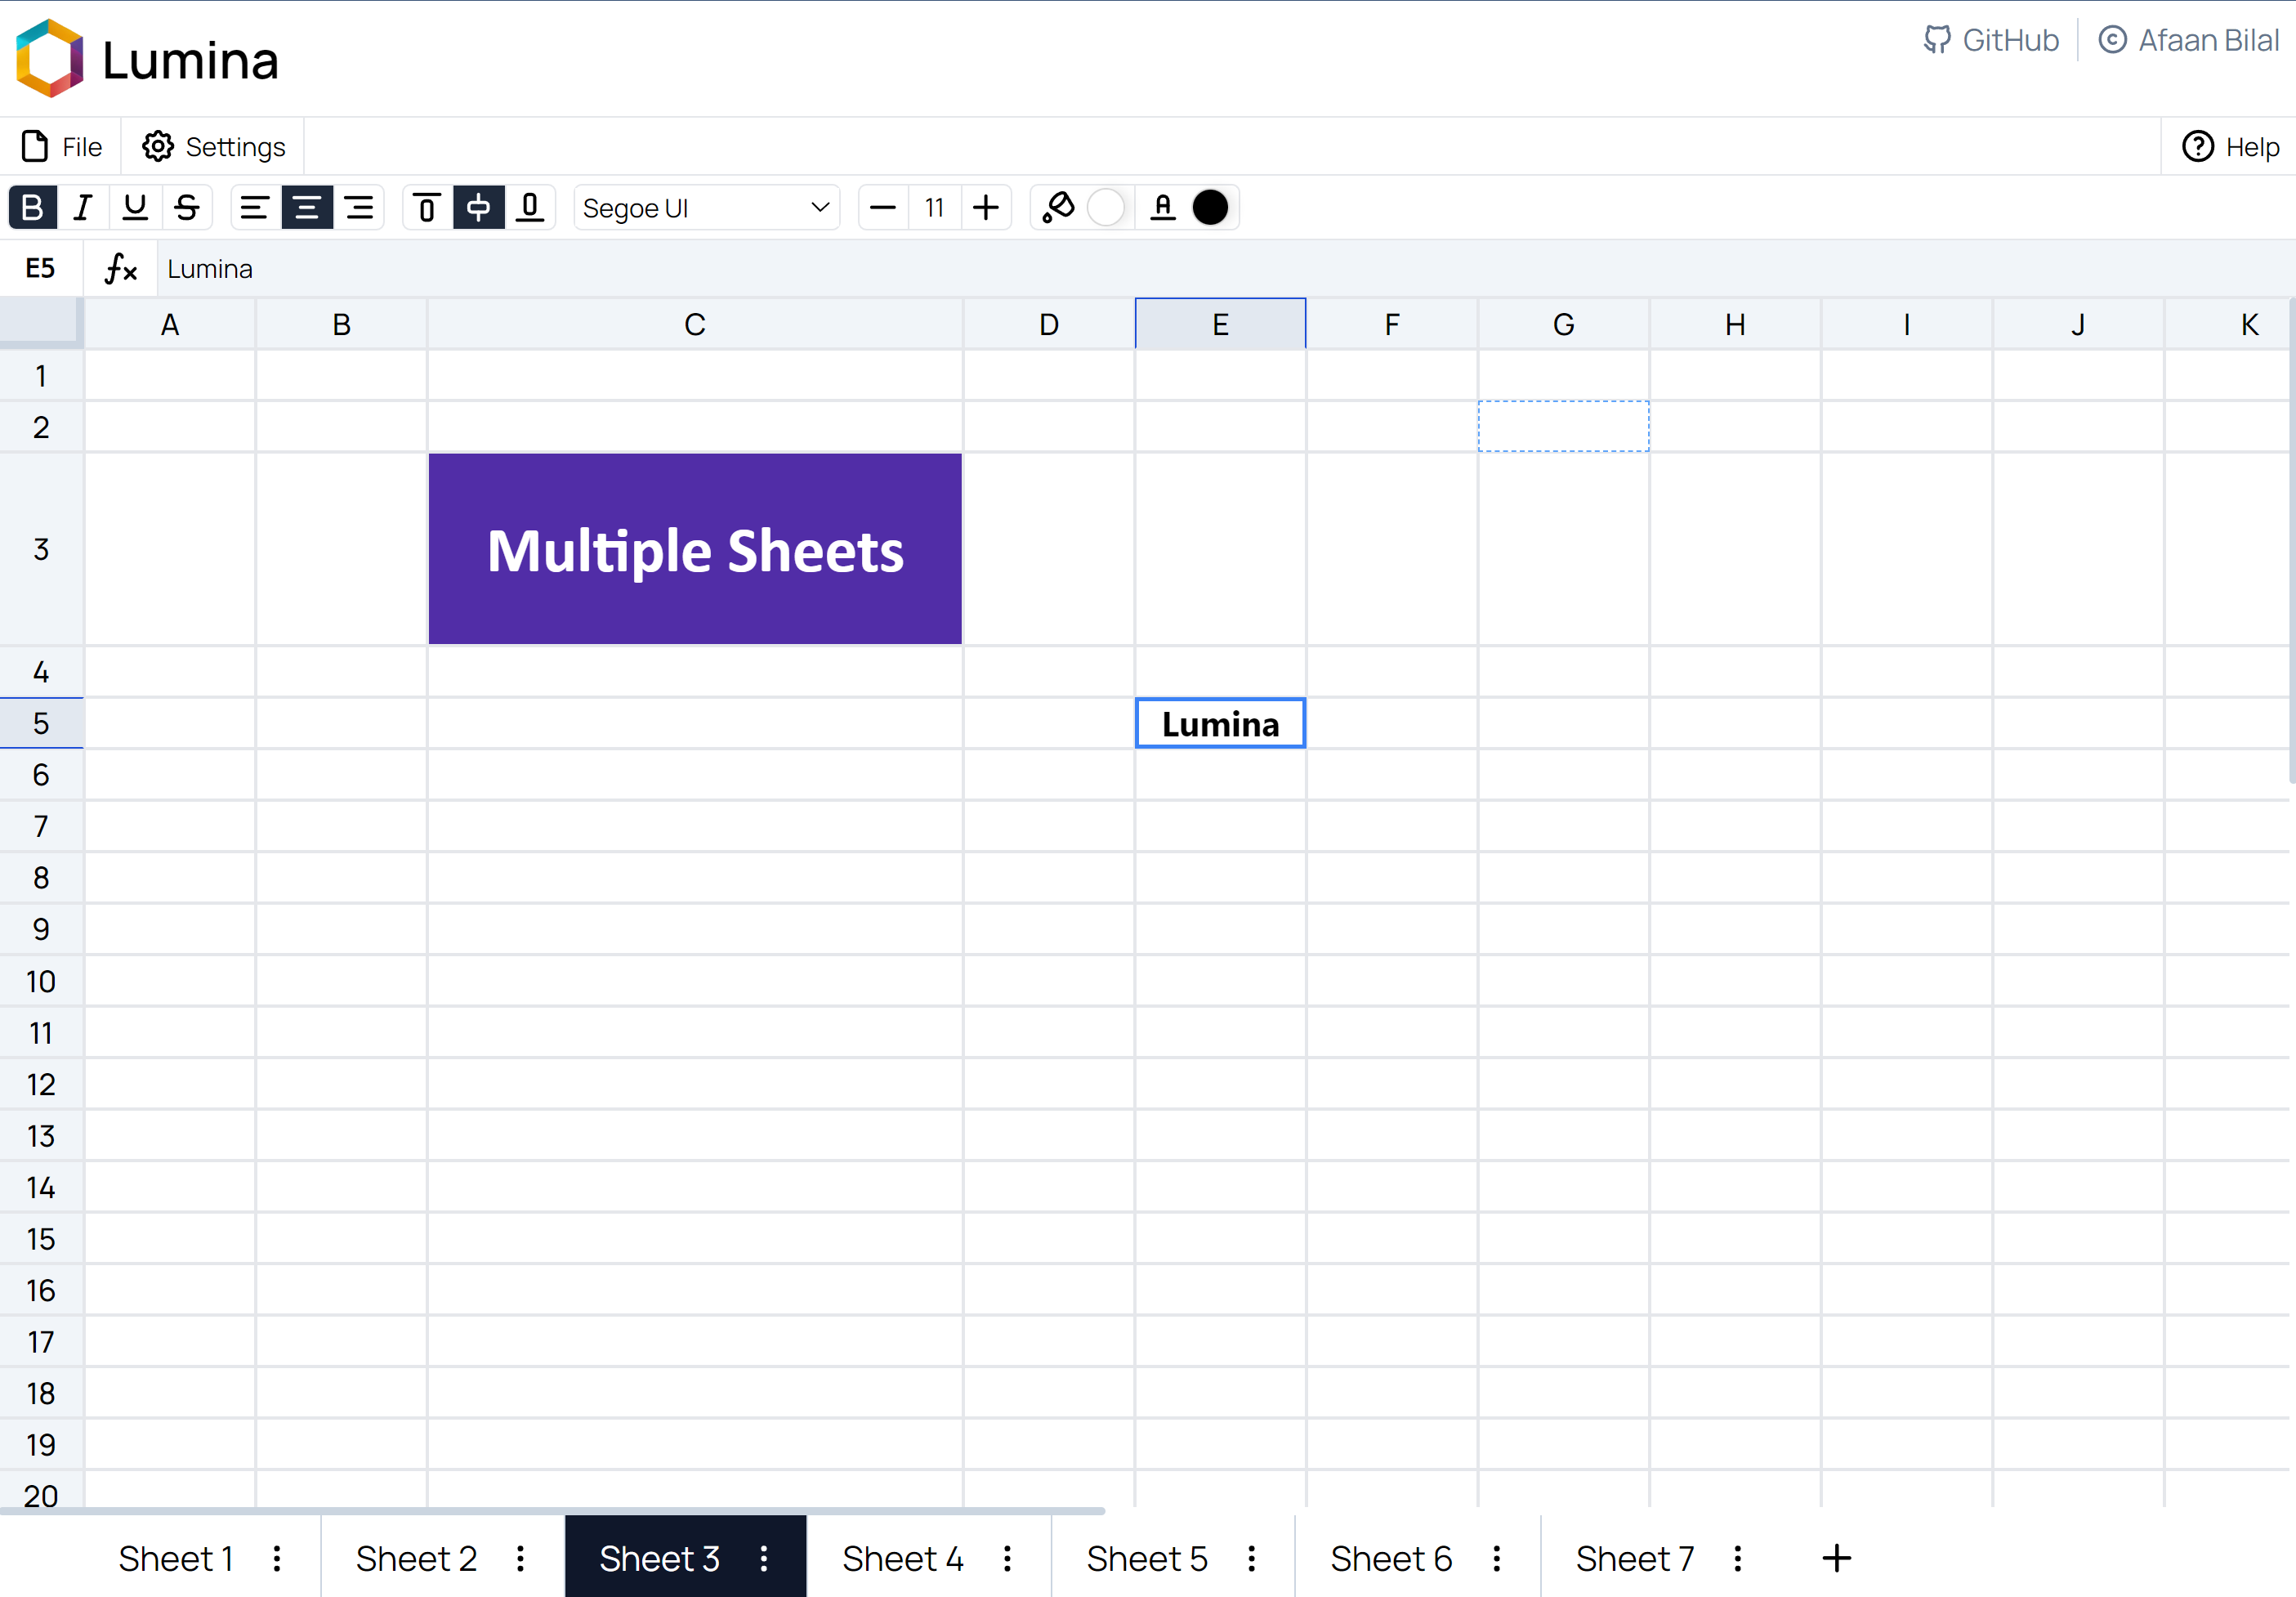 Lumina
GitHub © Afaan Bilal
File Settings Help
B I U S Segoe UI 11 A
E5 fx Lumina
A B C D E F G H I J K
1
2
3 Multiple Sheets
4
5 Lumina
6
7
8
9
10
11
12
13
14
15
16
17
18
19
20
Sheet 1 Sheet 2 Sheet 3 Sheet 4 Sheet 5 Sheet 6 Sheet 7 +